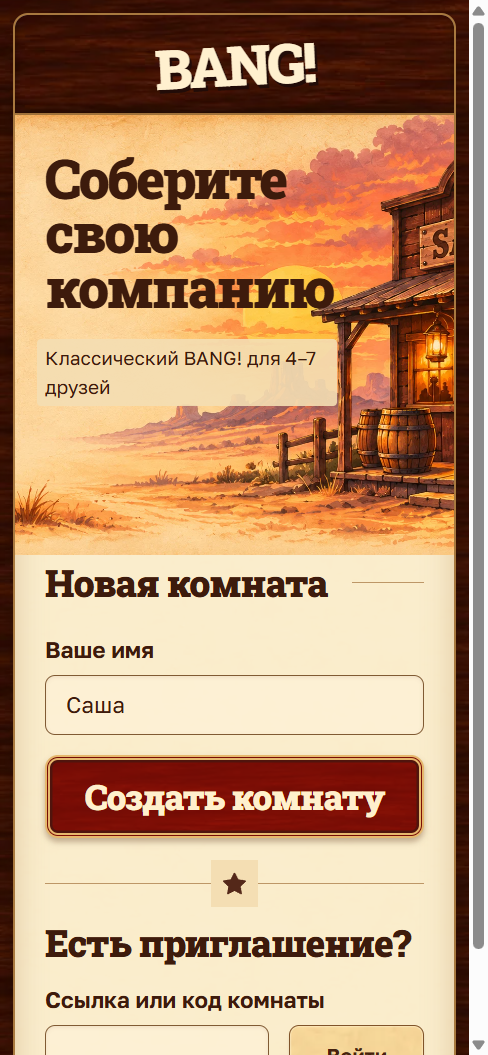 BANG!
Соберите
свою
компанию
Классический BANG! для 4–7
друзей
Новая комната
Ваше имя
Саша
Создать комнату
Есть приглашение?
Ссылка или код комнаты
Войти